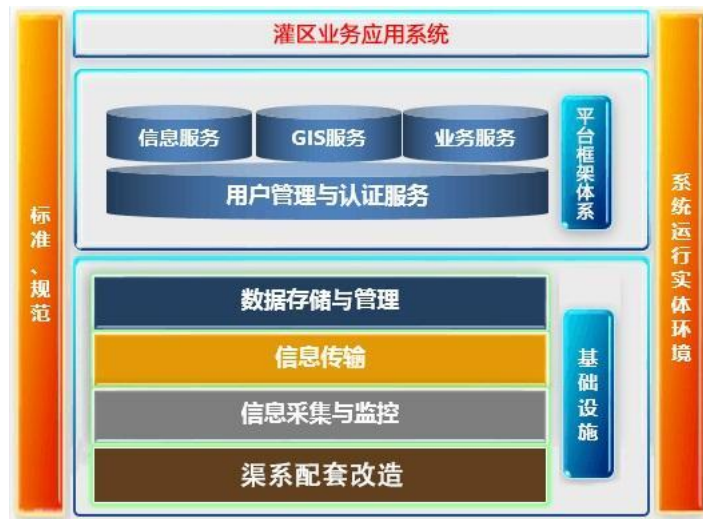 灌区业务应用系统
标准、规范
信息服务
GIS服务
业务服务
用户管理与认证服务
平台框架体系
数据存储与管理
信息传输
信息采集与监控
渠系配套改造
基础设施
系统运行实体环境